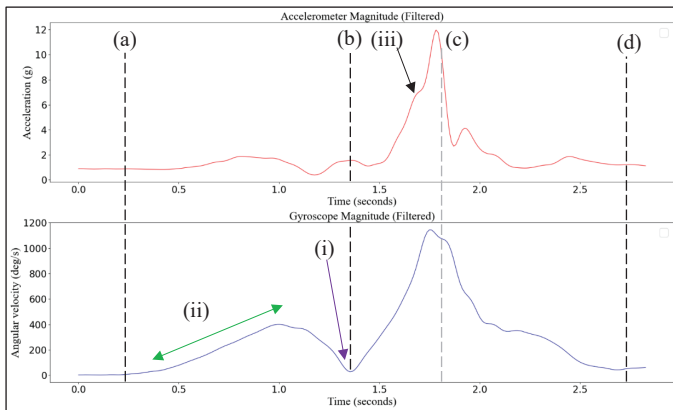 Accelerometer Magnitude (Filtered)
(a)
(b)
(iii)
(c)
(d)
Acceleration (g)
12
10
8
6
4
2
0
0.0 0.5 1.0 1.5 2.0 2.5
Time (seconds)
Gyroscope Magnitude (Filtered)
Angular velocity (deg/s)
1200
1000
800
600
400
200
0
(i)
(ii)
0.0 0.5 1.0 1.5 2.0 2.5
Time (seconds)